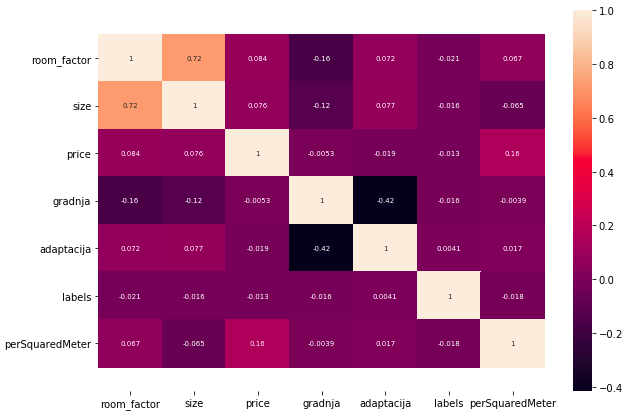 1.0
room_factor 1 0.72 0.084 -0.16 0.072 -0.021 0.067
0.8
size 0.72 1 0.076 -0.12 0.077 -0.016 -0.065
0.6
price 0.084 0.076 1 -0.0053 -0.019 -0.013 0.16
0.4
gradnja -0.16 -0.12 -0.0053 1 -0.42 -0.016 -0.0039
0.2
adaptacija 0.072 0.077 -0.019 -0.42 1 0.0041 0.017
0.0
labels -0.021 -0.016 -0.013 -0.016 0.0041 1 -0.018
-0.2
perSquaredMeter 0.067 -0.065 0.16 -0.0039 0.017 -0.018 1
-0.4
room_factor size price gradnja adaptacija labels perSquaredMeter